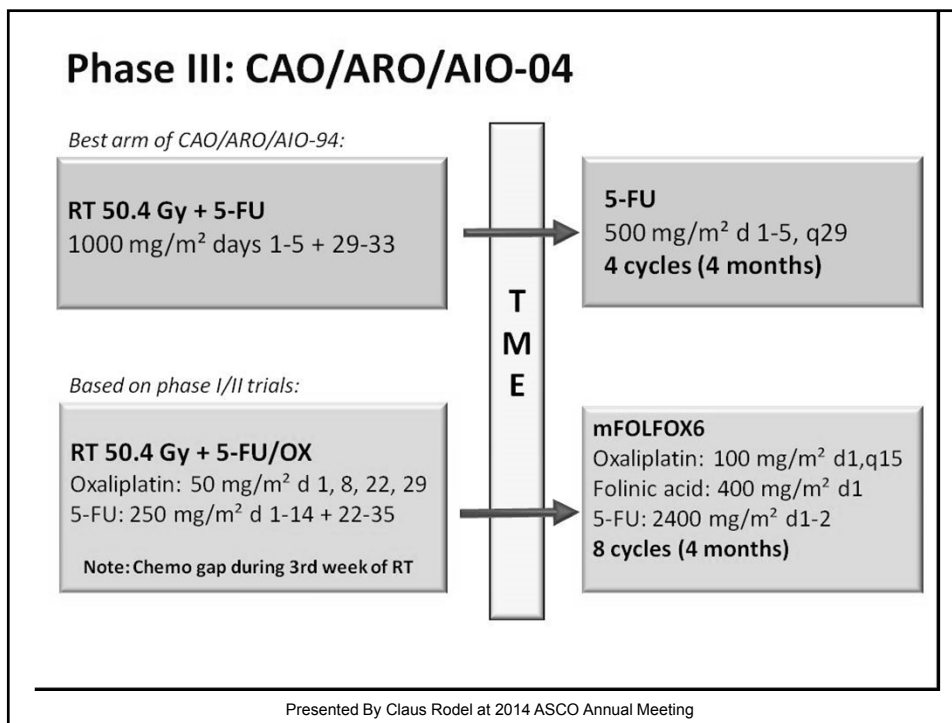 Phase III: CAO/ARO/AIO-04
Best arm of CAO/ARO/AIO-94:
RT 50.4 Gy + 5-FU
1000 mg/m² days 1-5 + 29-33
5-FU
500 mg/m² d 1-5, q29
4 cycles (4 months)
T
M
E
Based on phase I/II trials:
RT 50.4 Gy + 5-FU/OX
Oxaliplatin: 50 mg/m² d 1, 8, 22, 29
5-FU: 250 mg/m² d 1-14 + 22-35
Note: Chemo gap during 3rd week of RT
mFOLFOX6
Oxaliplatin: 100 mg/m² d1,q15
Folinic acid: 400 mg/m² d1
5-FU: 2400 mg/m² d1-2
8 cycles (4 months)
Presented By Claus Rodel at 2014 ASCO Annual Meeting